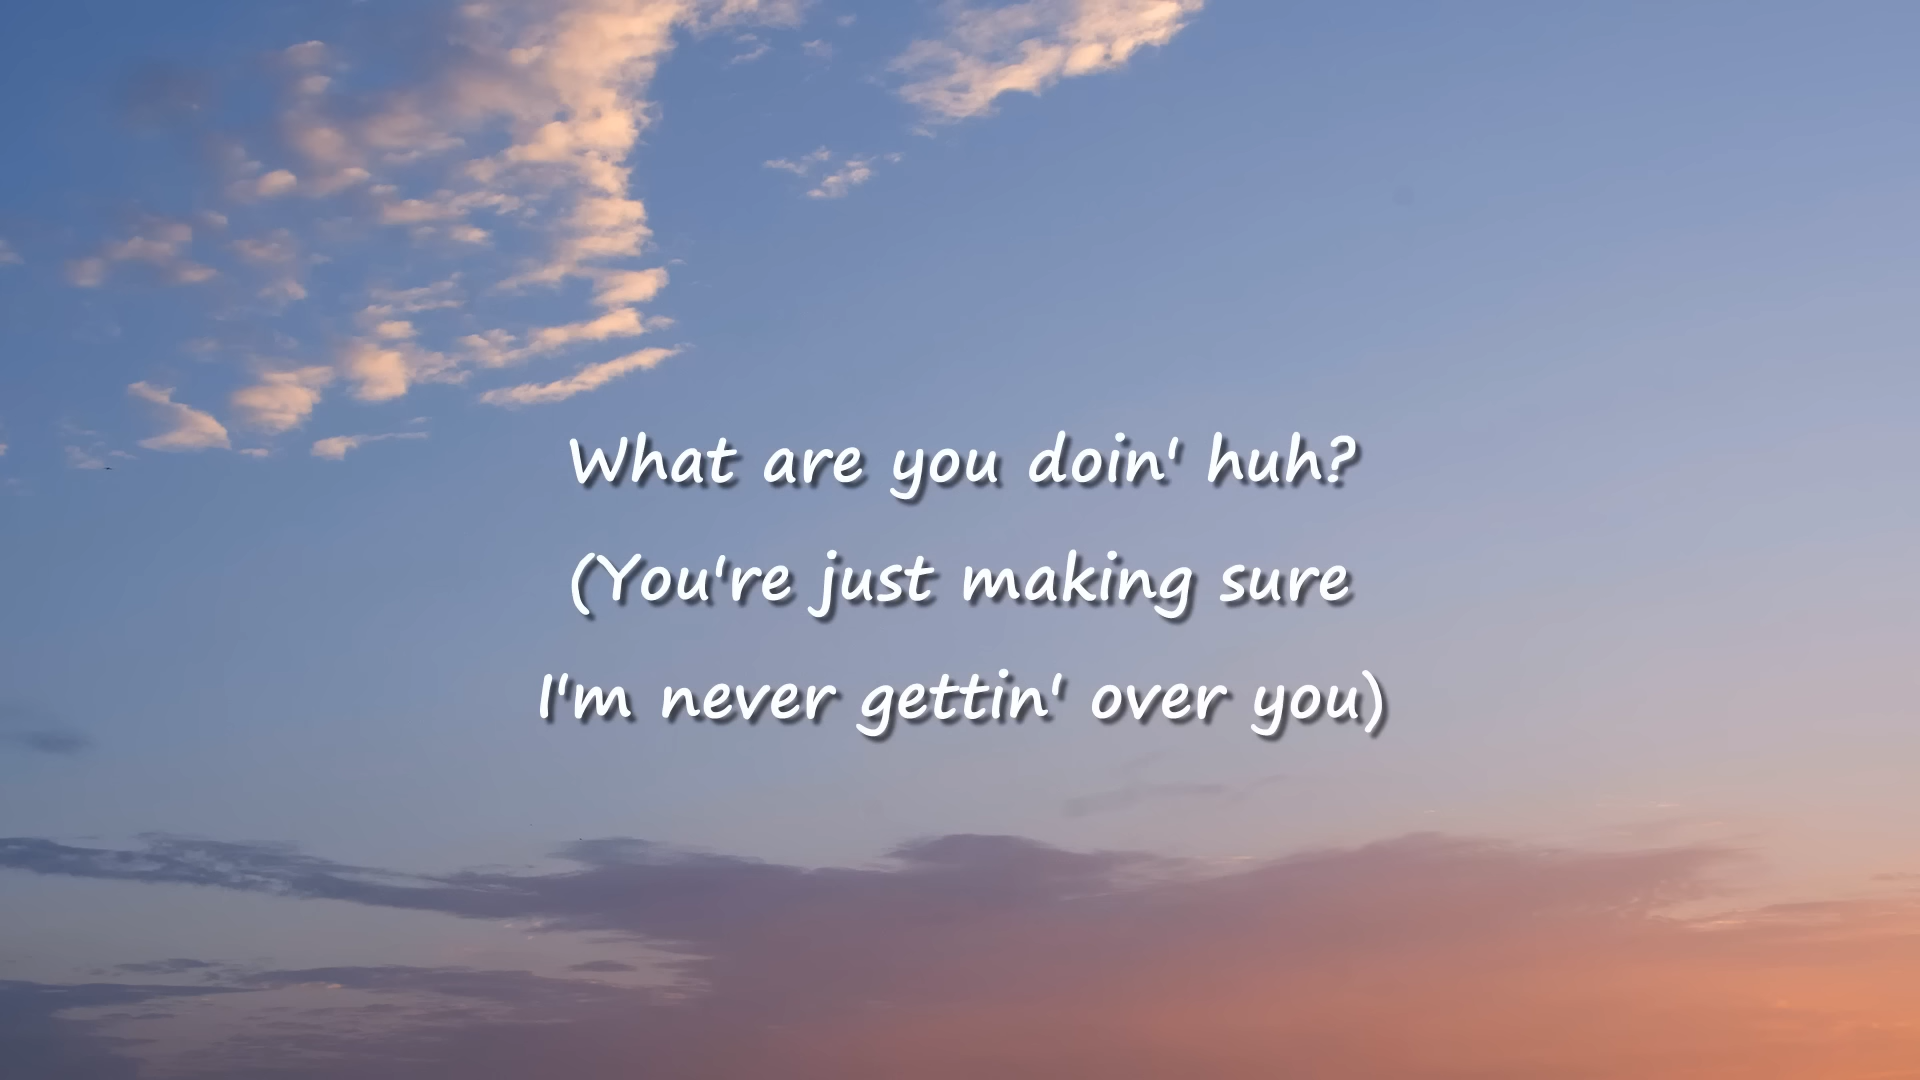 What are you doin' huh?
(You're just making sure
I'm never gettin' over you)